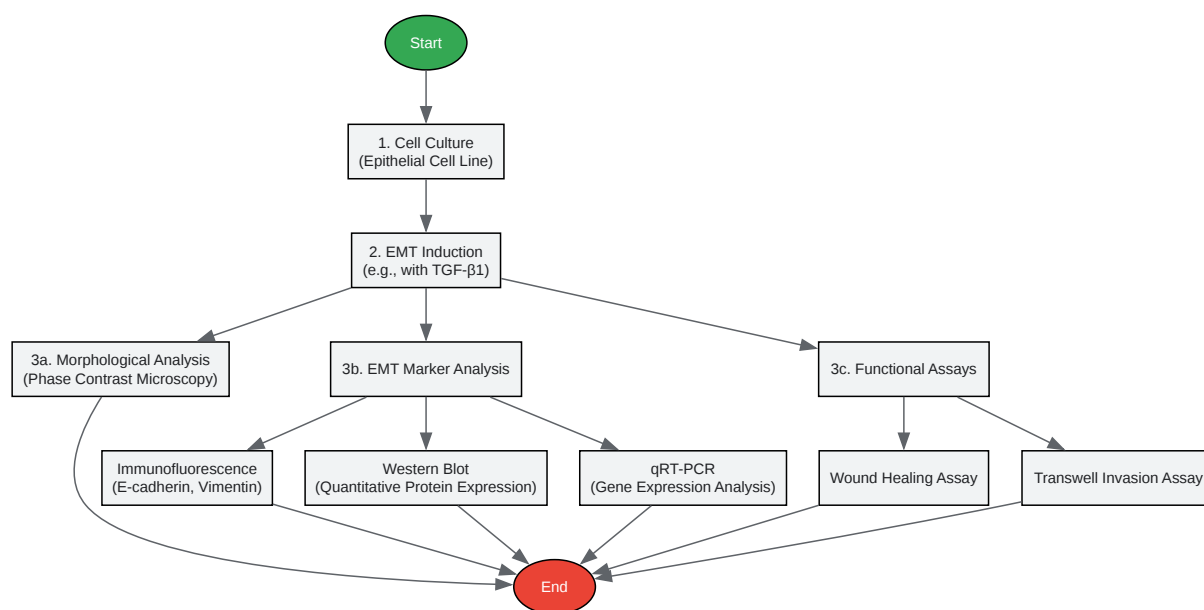 Start
1. Cell Culture
(Epithelial Cell Line)
2. EMT Induction
(e.g., with TGF-β1)
3a. Morphological Analysis
(Phase Contrast Microscopy)
3b. EMT Marker Analysis
3c. Functional Assays
Immunofluorescence
(E-cadherin, Vimentin)
Western Blot
(Quantitative Protein Expression)
qRT-PCR
(Gene Expression Analysis)
Wound Healing Assay
Transwell Invasion Assay
End